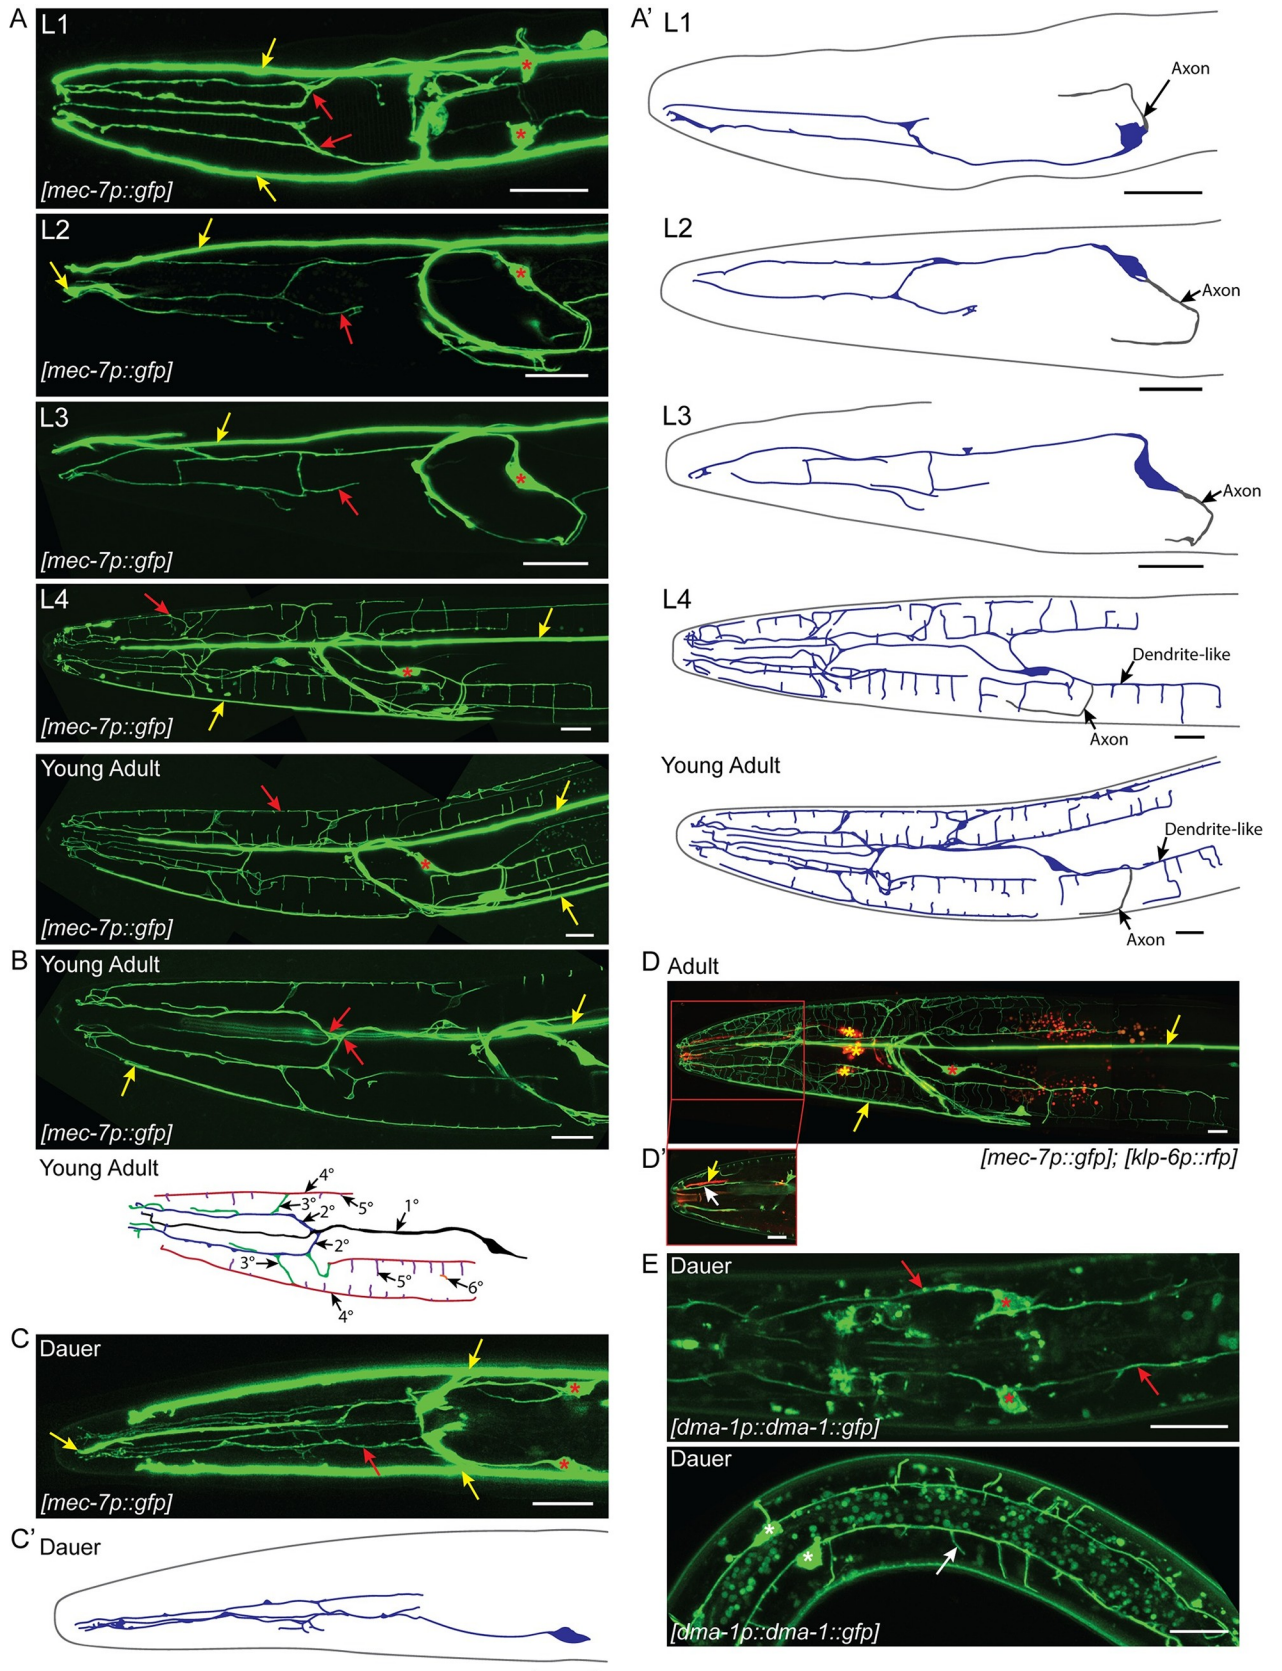 A
L1
*
*
[mec-7p::gfp]
L2
*
[mec-7p::gfp]
L3
*
[mec-7p::gfp]
L4
*
[mec-7p::gfp]
Young Adult
*
[mec-7p::gfp]
A'
L1
Axon
L2
Axon
L3
Axon
L4
Dendrite-like
Axon
Young Adult
Dendrite-like
Axon
B
Young Adult
[mec-7p::gfp]
Young Adult
4°
3°
5°
2°
1°
2°
3°
5°
6°
4°
C
Dauer
*
*
[mec-7p::gfp]
C'
Dauer
D
Adult
*
*
*
*
D'
[mec-7p::gfp]; [klp-6p::rfp]
E
Dauer
*
*
[dma-1p::dma-1::gfp]
Dauer
*
*
[dma-1p::dma-1::gfp]